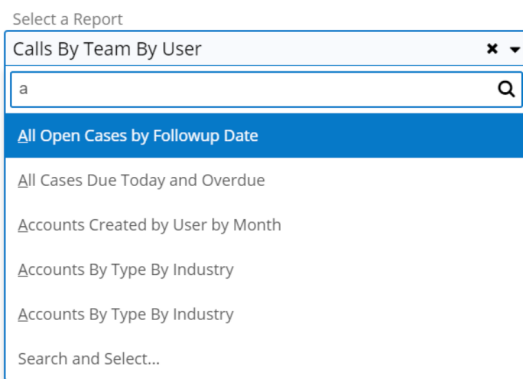 Select a Report
Calls By Team By User
a
All Open Cases by Followup Date
All Cases Due Today and Overdue
Accounts Created by User by Month
Accounts By Type By Industry
Accounts By Type By Industry
Search and Select...